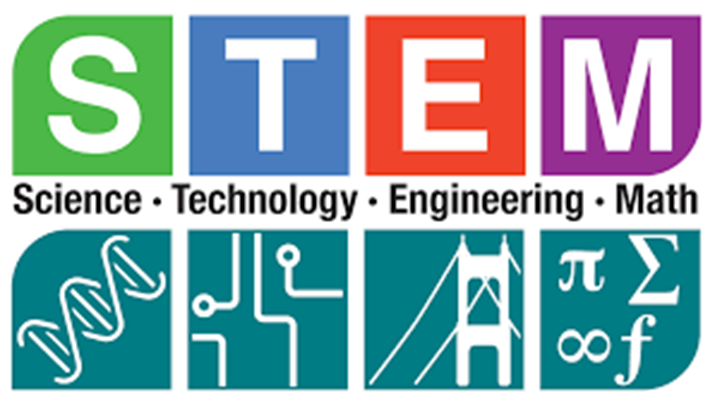 STEM
Science · Technology · Engineering · Math
π Σ
∞ f